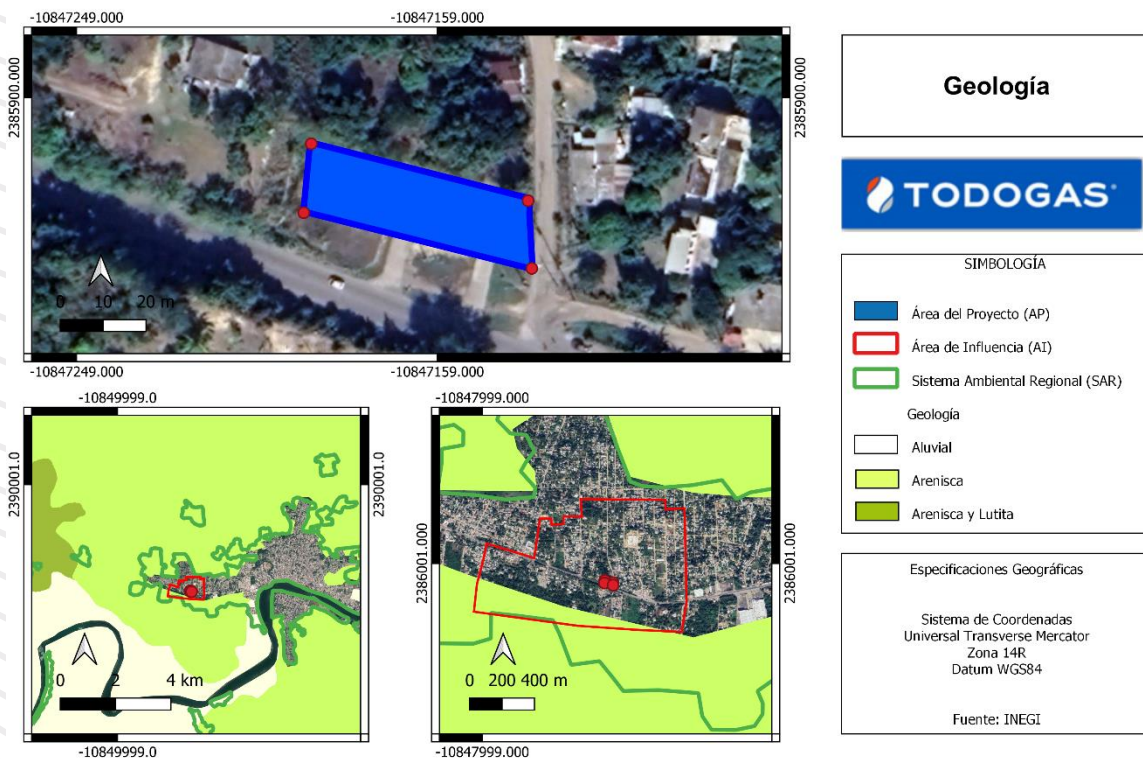 -10847249.000
-10847159.000
2385900.000
2385900.000
0 10 20 m
-10847249.000
-10847159.000
-10849999.0
2390001.0
2390001.0
0 2 4 km
-10849999.0
-10847999.000
2386001.000
2386001.000
0 200 400 m
-10847999.000
Geología
TODOGAS
SIMBOLOGÍA
Área del Proyecto (AP)
Área de Influencia (AI)
Sistema Ambiental Regional (SAR)
Geología
Aluvial
Arenisca
Arenisca y Lutita
Especificaciones Geográficas
Sistema de Coordenadas
Universal Transverse Mercator
Zona 14R
Datum WGS84
Fuente: INEGI